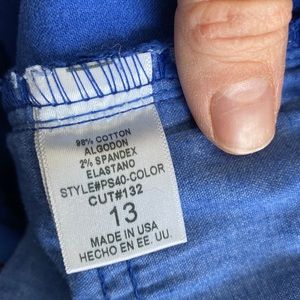 98% COTTON
ALGODON
2% SPANDEX
ELASTANO
STYLE#PS40-COLOR
CUT#132
13
MADE IN USA
HECHO EN EE. UU.